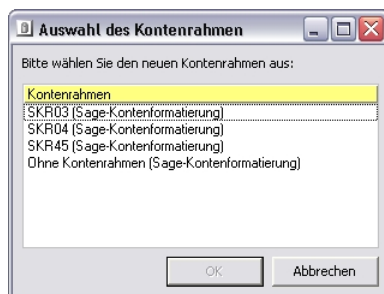 Auswahl des Kontenrahmen
Bitte wählen Sie den neuen Kontenrahmen aus:
Kontenrahmen
SKR03 (Sage-Kontenformatierung)
SKR04 (Sage-Kontenformatierung)
SKR45 (Sage-Kontenformatierung)
Ohne Kontenrahmen (Sage-Kontenformatierung)
OK Abbrechen